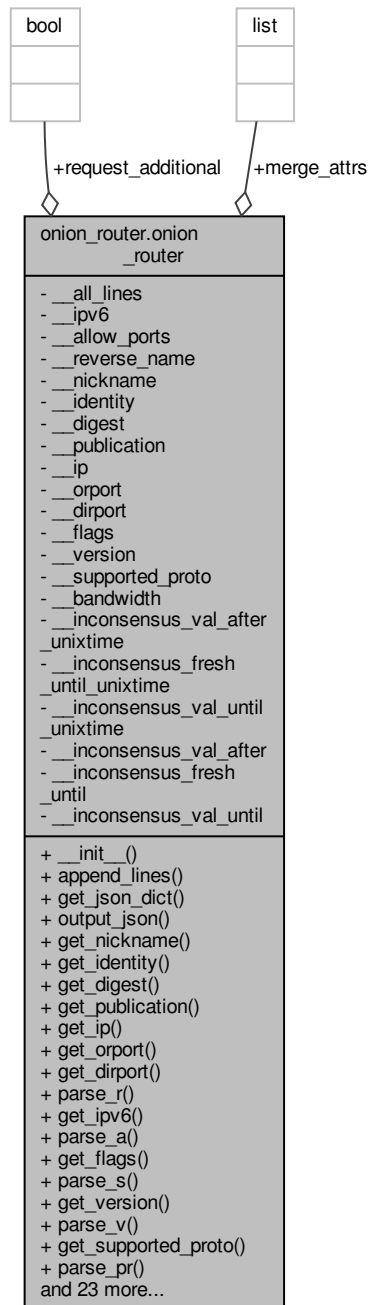 bool
list
+request_additional
+merge_attrs
onion_router.onion
_router
- __all_lines
- __ipv6
- __allow_ports
- __reverse_name
- __nickname
- __identity
- __digest
- __publication
- __ip
- __orport
- __dirport
- __flags
- __version
- __supported_proto
- __bandwidth
- __inconsensus_val_after
_unixtime
- __inconsensus_fresh
_until_unixtime
- __inconsensus_val_until
_unixtime
- __inconsensus_val_after
- __inconsensus_fresh
_until
- __inconsensus_val_until
+ __init__()
+ append_lines()
+ get_json_dict()
+ output_json()
+ get_nickname()
+ get_identity()
+ get_digest()
+ get_publication()
+ get_ip()
+ get_orport()
+ get_dirport()
+ parse_r()
+ get_ipv6()
+ parse_a()
+ get_flags()
+ parse_s()
+ get_version()
+ parse_v()
+ get_supported_proto()
+ parse_pr()
and 23 more...